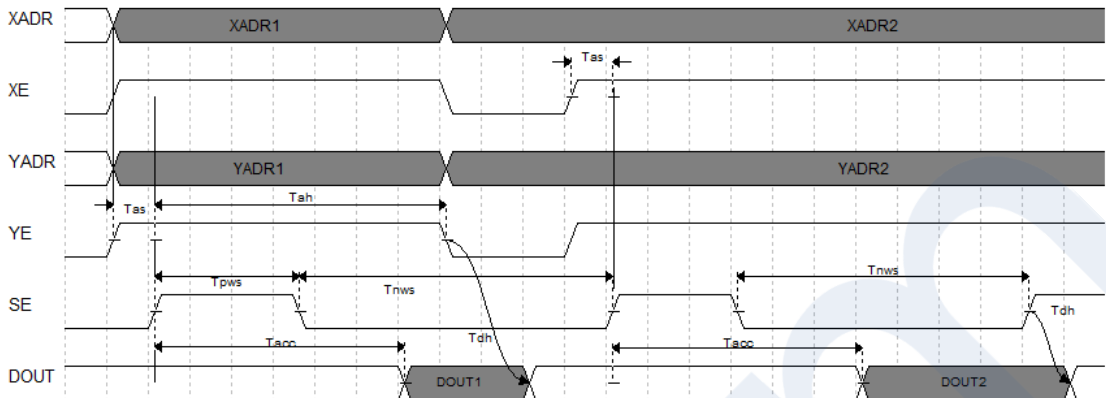 XADR XADR1 XADR2
Tas
XE
YADR YADR1 YADR2
Tas Tah
YE
Tpws Tnws Tnws
SE
Tdh Tdh
Tacc Tacc
DOUT DOUT1 DOUT2